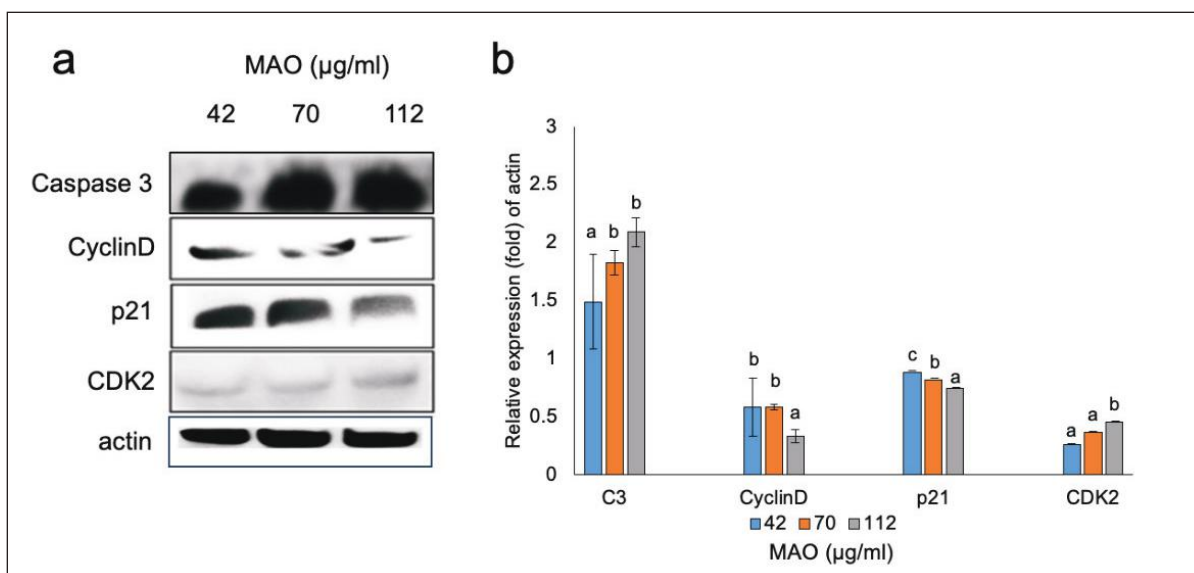 a
MAO (µg/ml)
42 70 112
Caspase 3
CyclinD
p21
CDK2
actin
b
Relative expression (fold) of actin
3
2.5
2
1.5
1
0.5
0
a b b
b b a
c b a
a a b
C3 CyclinD p21 CDK2
42 70 112
MAO (µg/ml)